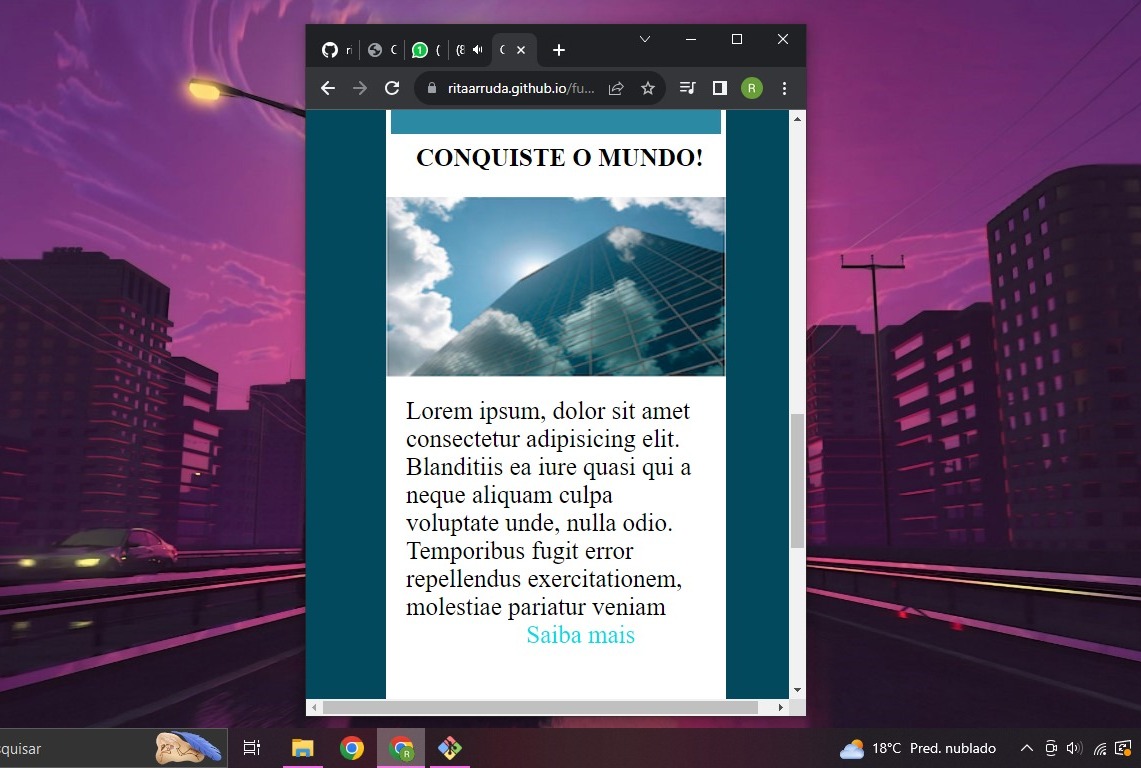 ri
C
1
(
(8
C
ritaarruda.github.io/fu...
R
CONQUISTE O MUNDO!
Lorem ipsum, dolor sit amet
consectetur adipisicing elit.
Blanditiis ea iure quasi qui a
neque aliquam culpa
voluptate unde, nulla odio.
Temporibus fugit error
repellendus exercitationem,
molestiae pariatur veniam
Saiba mais
squisar
R
18°C Pred. nublado